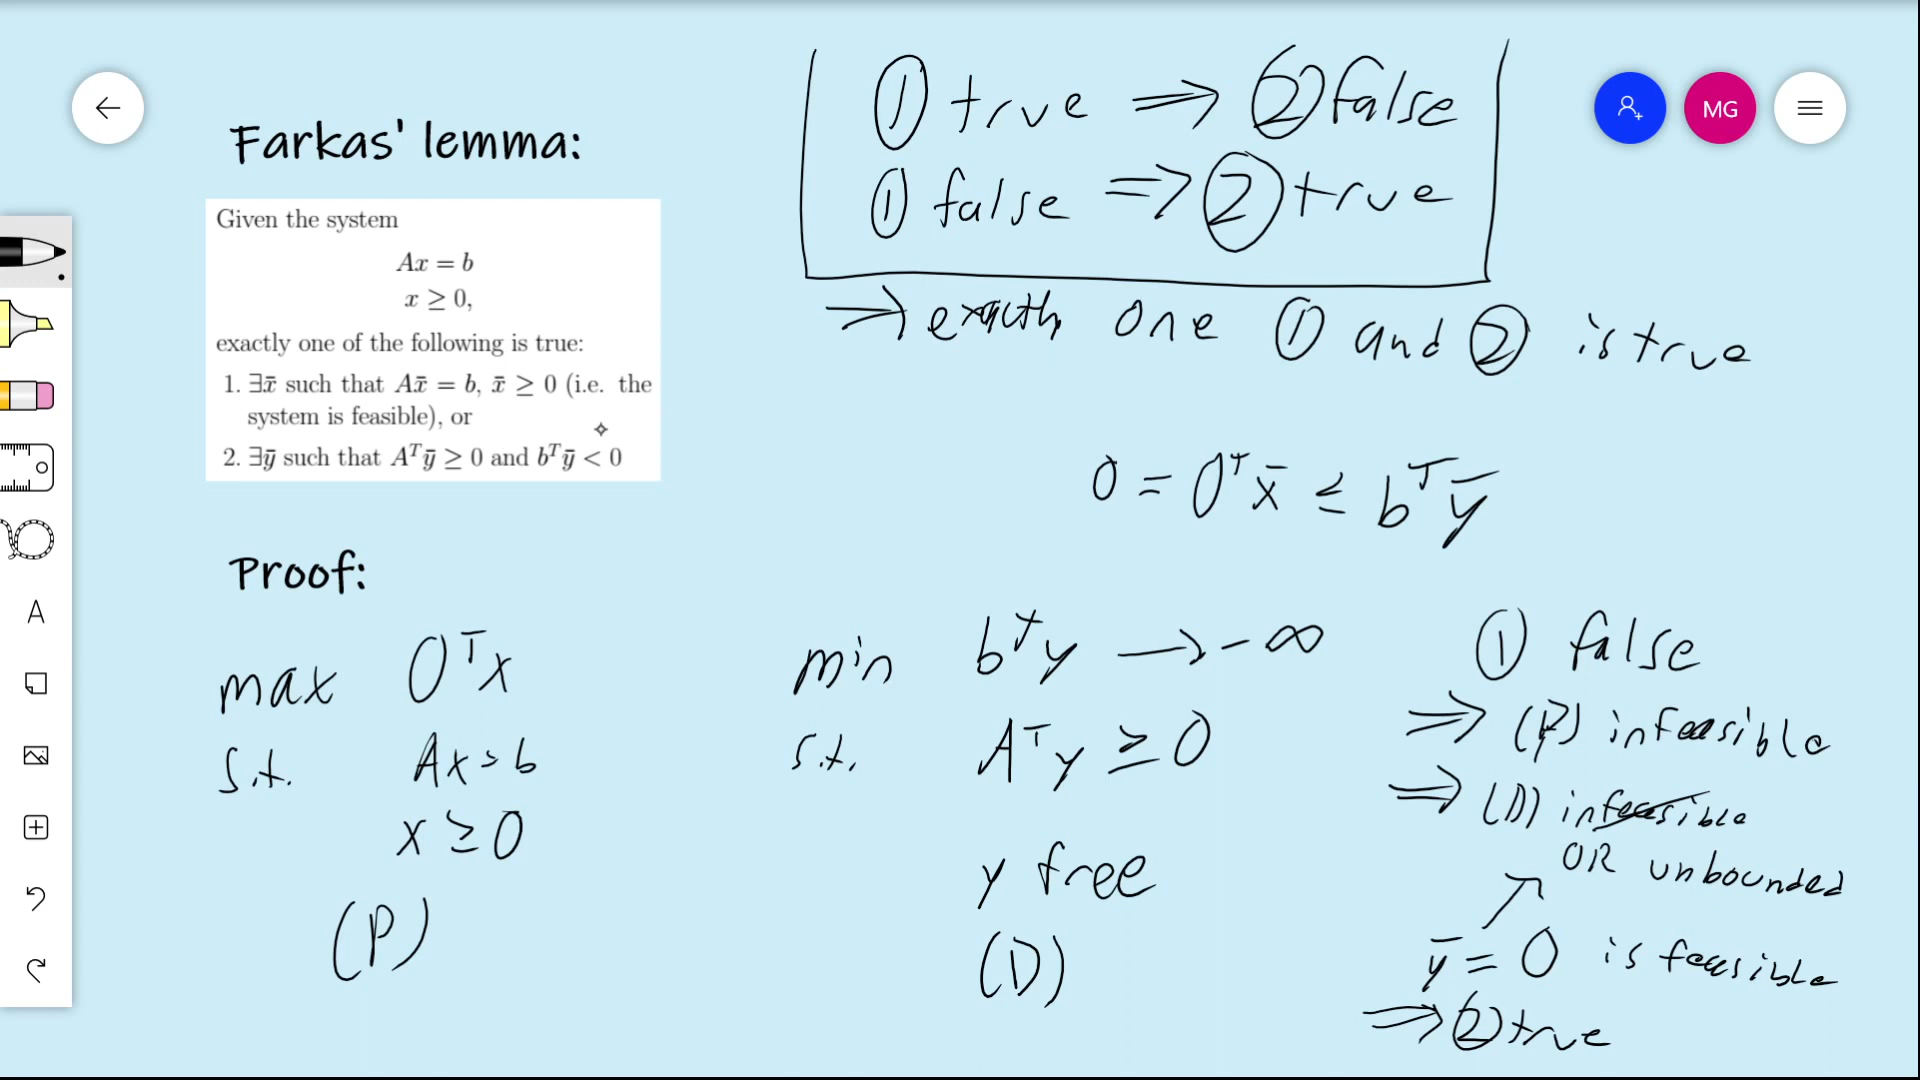 Farkas' lemma:
Given the system
Ax = b
x ≥ 0,
exactly one of the following is true:
1. ∃x̄ such that Ax̄ = b, x̄ ≥ 0 (i.e. the
system is feasible), or
2. ∃ȳ such that Aᵀȳ ≥ 0 and bᵀȳ < 0
① true ⇒ ② false
① false ⇒ ② true
⇒ exactly one ① and ② is true
0 = 0ᵀx̄ ≤ bᵀȳ
Proof:
max 0ᵀx
s.t. Ax = b
x ≥ 0
(P)
min bᵀy → -∞
s.t. Aᵀy ≥ 0
y free
(D)
① false
⇒ (P) infeasible
⇒ (D) infeasible
OR unbounded
ȳ = 0 is feasible
⇒ ② true
MG
A